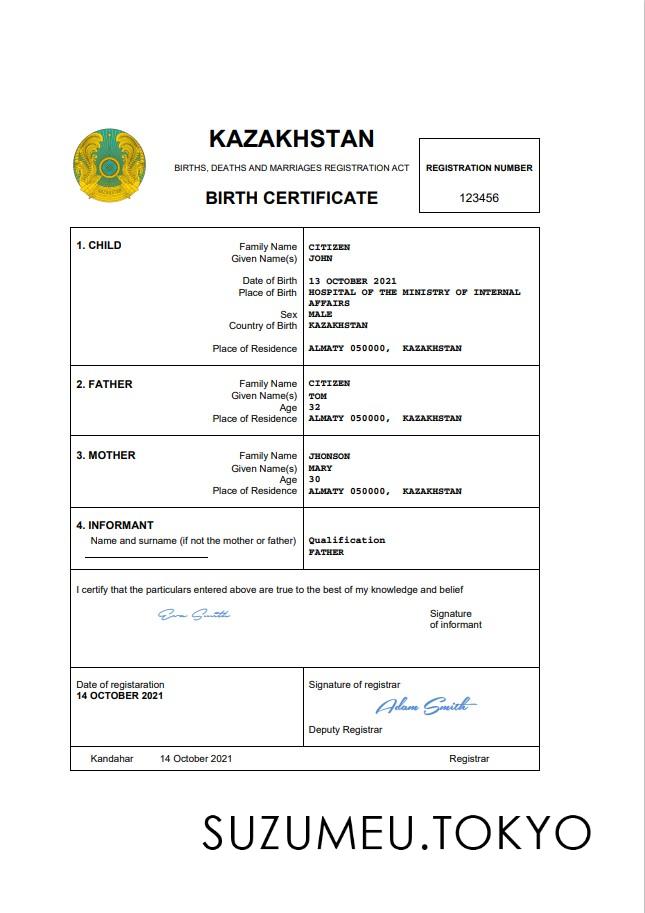 KAZAKHSTAN
BIRTHS, DEATHS AND MARRIAGES REGISTRATION ACT
BIRTH CERTIFICATE
REGISTRATION NUMBER
123456
1. CHILD
Family Name CITIZEN
Given Name(s) JOHN
Date of Birth 13 OCTOBER 2021
Place of Birth HOSPITAL OF THE MINISTRY OF INTERNAL
AFFAIRS
Sex MALE
Country of Birth KAZAKHSTAN
Place of Residence ALMATY 050000, KAZAKHSTAN
2. FATHER
Family Name CITIZEN
Given Name(s) TOM
Age 32
Place of Residence ALMATY 050000, KAZAKHSTAN
3. MOTHER
Family Name JHONSON
Given Name(s) MARY
Age 30
Place of Residence ALMATY 050000, KAZAKHSTAN
4. INFORMANT
Name and surname (if not the mother or father)
Qualification
FATHER
I certify that the particulars entered above are true to the best of my knowledge and belief
Eva Smith
Signature
of informant
Date of registaration
14 OCTOBER 2021
Signature of registrar
Adam Smith
Deputy Registrar
Kandahar 14 October 2021 Registrar
SUZUMEU.TOKYO